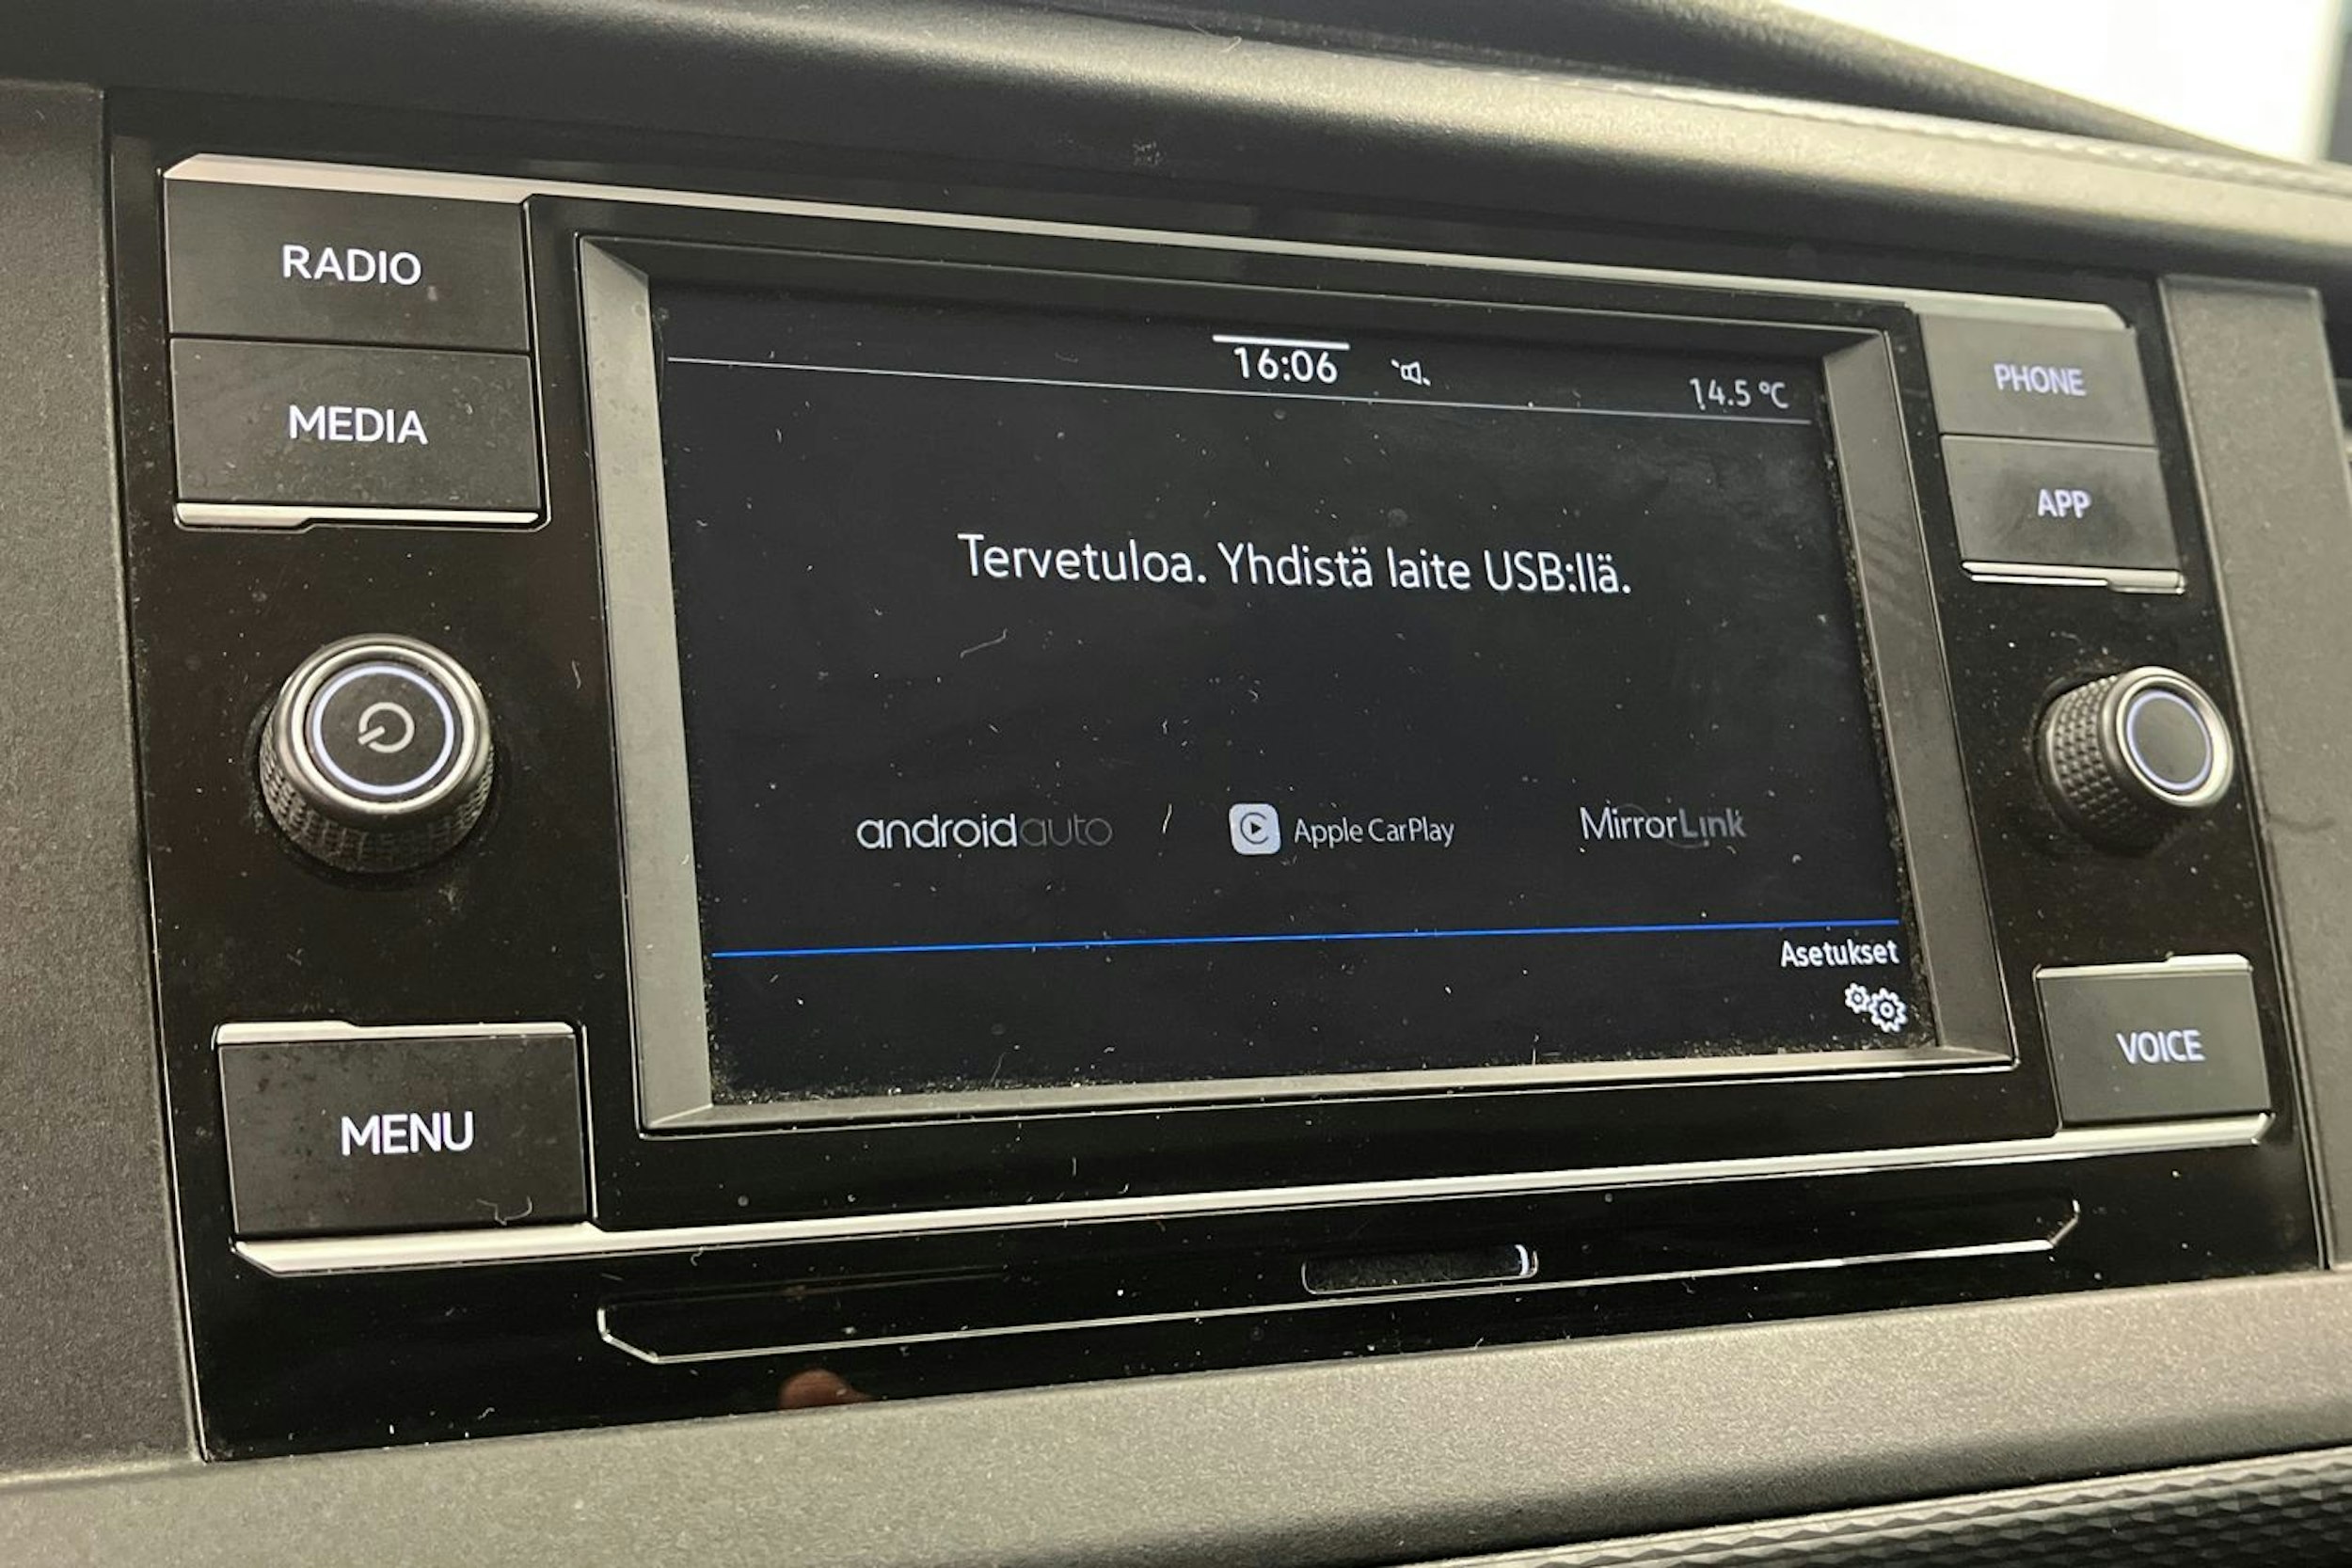 RADIO
MEDIA
MENU
16:06
14.5 °C
Tervetuloa. Yhdistä laite USB:llä.
androidauto
Apple CarPlay
MirrorLink
Asetukset
PHONE
APP
VOICE